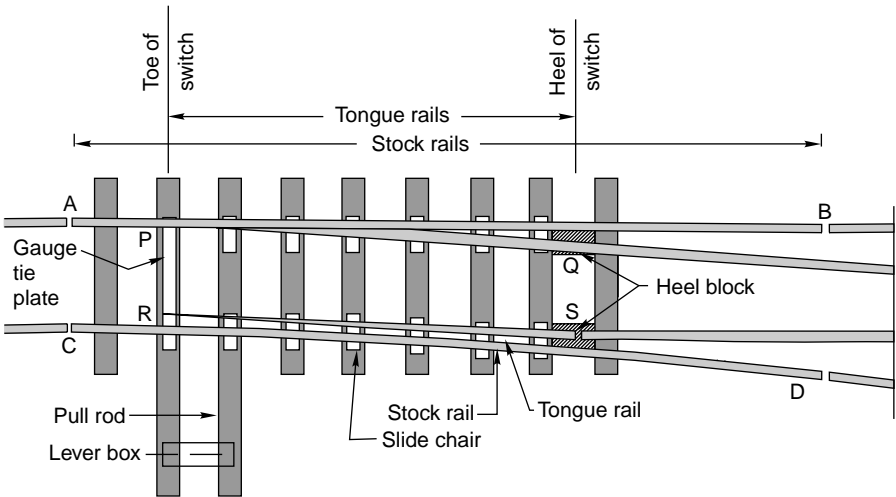 Toe of
switch
Heel of
switch
Tongue rails
Stock rails
A
B
P
Gauge
tie
plate
Q
Heel block
R
S
C
D
Pull rod
Stock rail
Tongue rail
Slide chair
Lever box